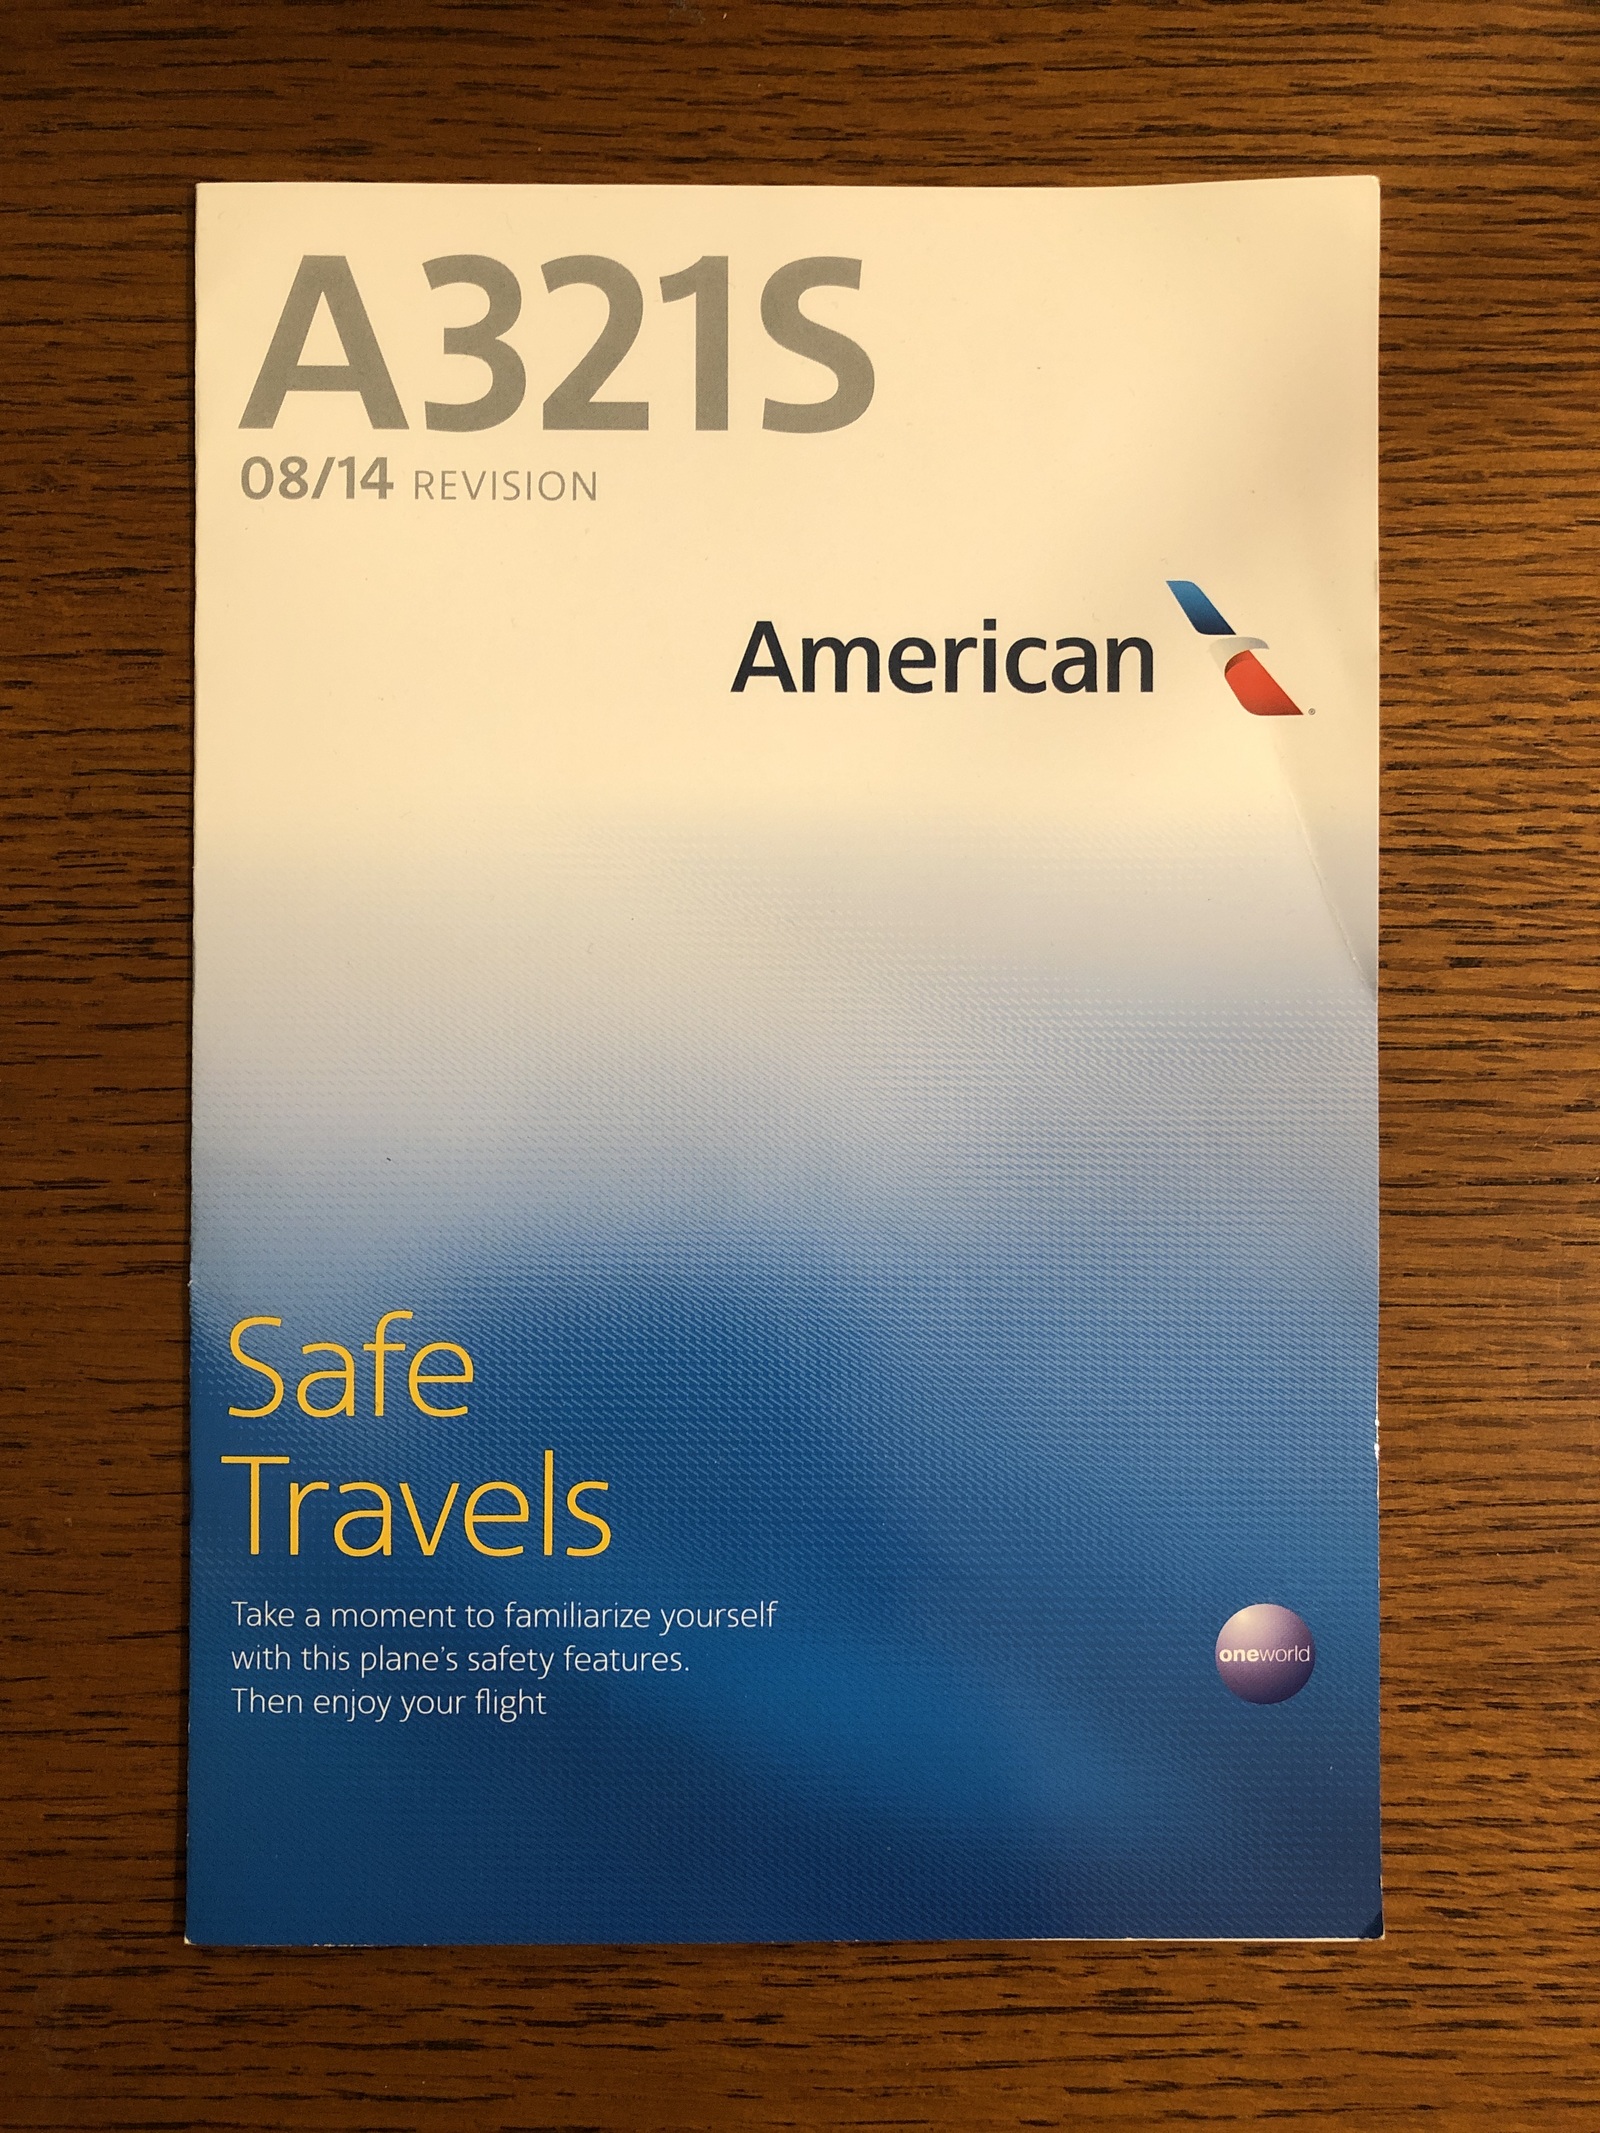 A321S
08/14 REVISION
American
Safe
Travels
Take a moment to familiarize yourself
with this plane's safety features.
Then enjoy your flight
oneworld